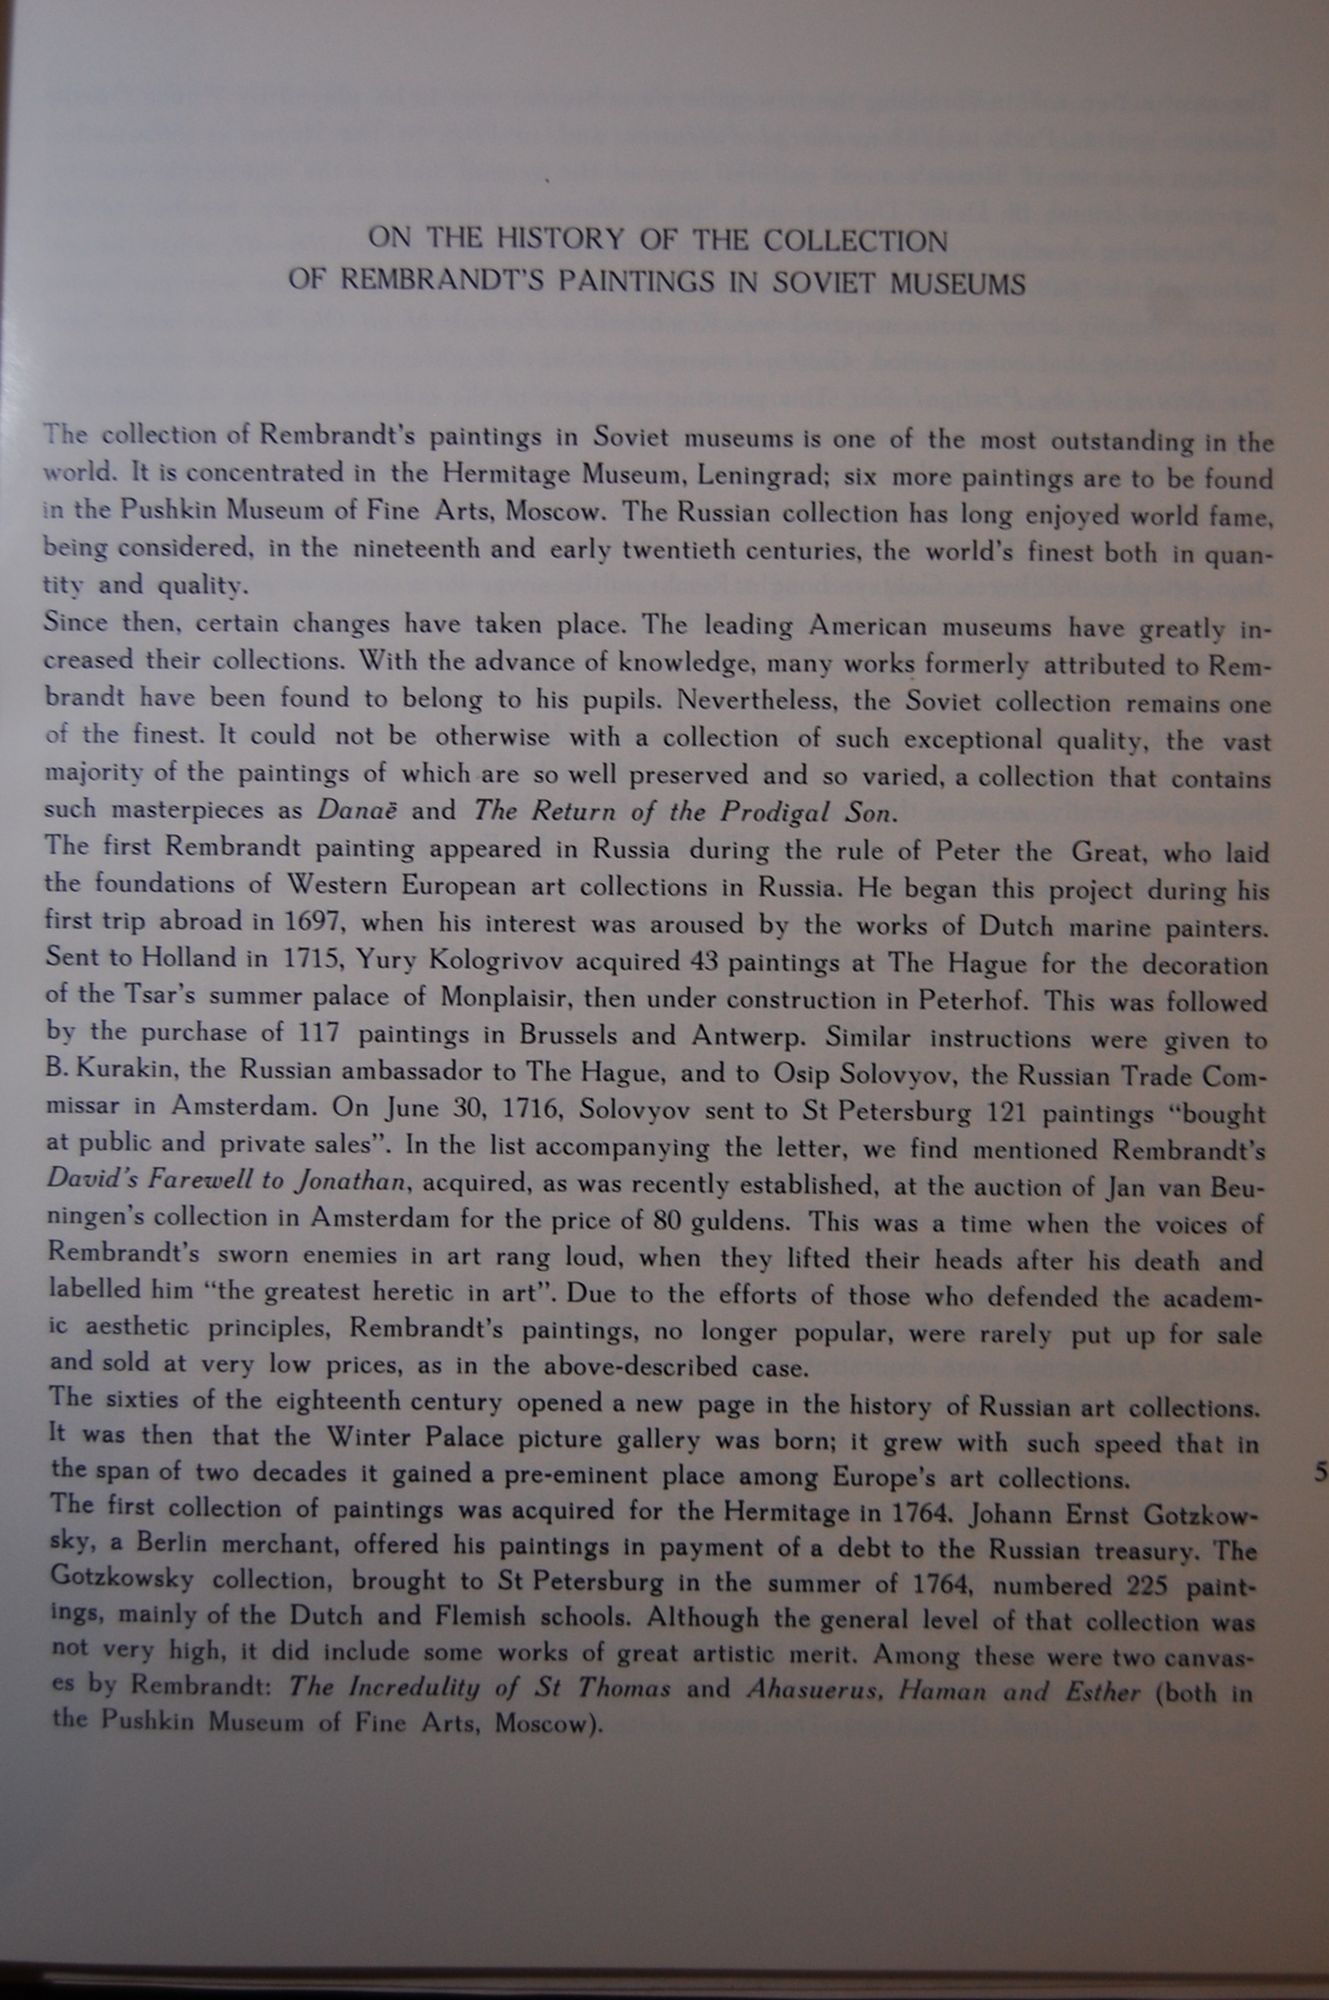 ON THE HISTORY OF THE COLLECTION
OF REMBRANDT'S PAINTINGS IN SOVIET MUSEUMS
The collection of Rembrandt's paintings in Soviet museums is one of the most outstanding in the
world. It is concentrated in the Hermitage Museum, Leningrad; six more paintings are to be found
in the Pushkin Museum of Fine Arts, Moscow. The Russian collection has long enjoyed world fame,
being considered, in the nineteenth and early twentieth centuries, the world's finest both in quan-
tity and quality.
Since then, certain changes have taken place. The leading American museums have greatly in-
creased their collections. With the advance of knowledge, many works formerly attributed to Rem-
brandt have been found to belong to his pupils. Nevertheless, the Soviet collection remains one
of the finest. It could not be otherwise with a collection of such exceptional quality, the vast
majority of the paintings of which are so well preserved and so varied, a collection that contains
such masterpieces as Danaë and The Return of the Prodigal Son.
The first Rembrandt painting appeared in Russia during the rule of Peter the Great, who laid
the foundations of Western European art collections in Russia. He began this project during his
first trip abroad in 1697, when his interest was aroused by the works of Dutch marine painters.
Sent to Holland in 1715, Yury Kologrivov acquired 43 paintings at The Hague for the decoration
of the Tsar's summer palace of Monplaisir, then under construction in Peterhof. This was followed
by the purchase of 117 paintings in Brussels and Antwerp. Similar instructions were given to
B. Kurakin, the Russian ambassador to The Hague, and to Osip Solovyov, the Russian Trade Com-
missar in Amsterdam. On June 30, 1716, Solovyov sent to St Petersburg 121 paintings “bought
at public and private sales”. In the list accompanying the letter, we find mentioned Rembrandt's
David's Farewell to Jonathan, acquired, as was recently established, at the auction of Jan van Beu-
ningen's collection in Amsterdam for the price of 80 guldens. This was a time when the voices of
Rembrandt's sworn enemies in art rang loud, when they lifted their heads after his death and
labelled him “the greatest heretic in art”. Due to the efforts of those who defended the academ-
ic aesthetic principles, Rembrandt's paintings, no longer popular, were rarely put up for sale
and sold at very low prices, as in the above-described case.
The sixties of the eighteenth century opened a new page in the history of Russian art collections.
It was then that the Winter Palace picture gallery was born; it grew with such speed that in
the span of two decades it gained a pre-eminent place among Europe's art collections.
5
The first collection of paintings was acquired for the Hermitage in 1764. Johann Ernst Gotzkow-
sky, a Berlin merchant, offered his paintings in payment of a debt to the Russian treasury. The
Gotzkowsky collection, brought to St Petersburg in the summer of 1764, numbered 225 paint-
ings, mainly of the Dutch and Flemish schools. Although the general level of that collection was
not very high, it did include some works of great artistic merit. Among these were two canvas-
es by Rembrandt: The Incredulity of St Thomas and Ahasuerus, Haman and Esther (both in
the Pushkin Museum of Fine Arts, Moscow).